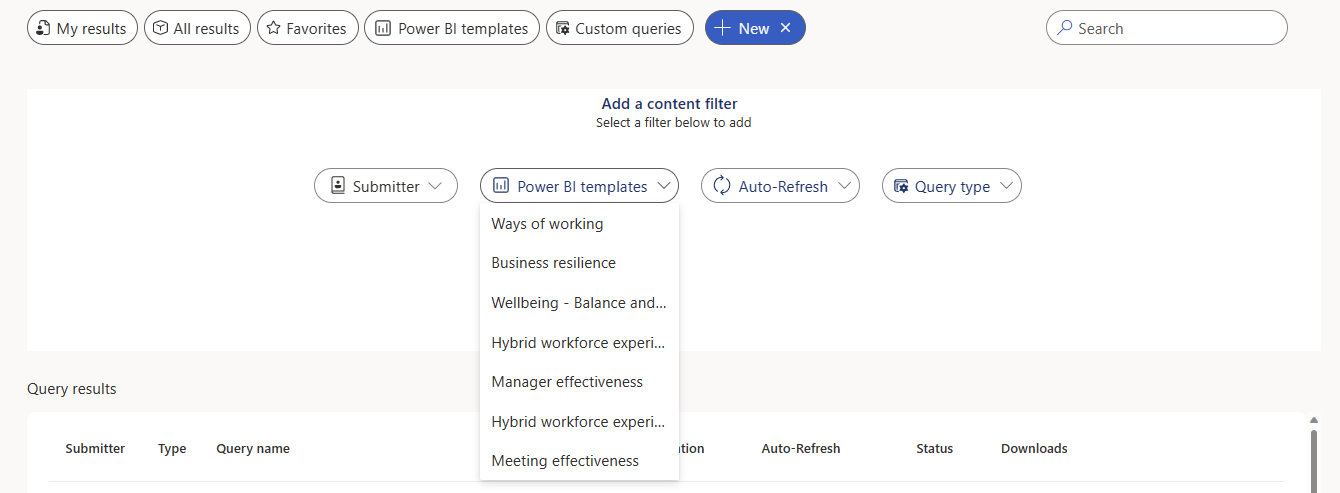 My results
All results
Favorites
Power BI templates
Custom queries
New
Search
Add a content filter
Select a filter below to add
Submitter
Power BI templates
Auto-Refresh
Query type
Ways of working
Business resilience
Wellbeing - Balance and...
Hybrid workforce experi...
Manager effectiveness
Hybrid workforce experi...
Meeting effectiveness
Query results
Submitter
Type
Query name
Auto-Refresh
Status
Downloads